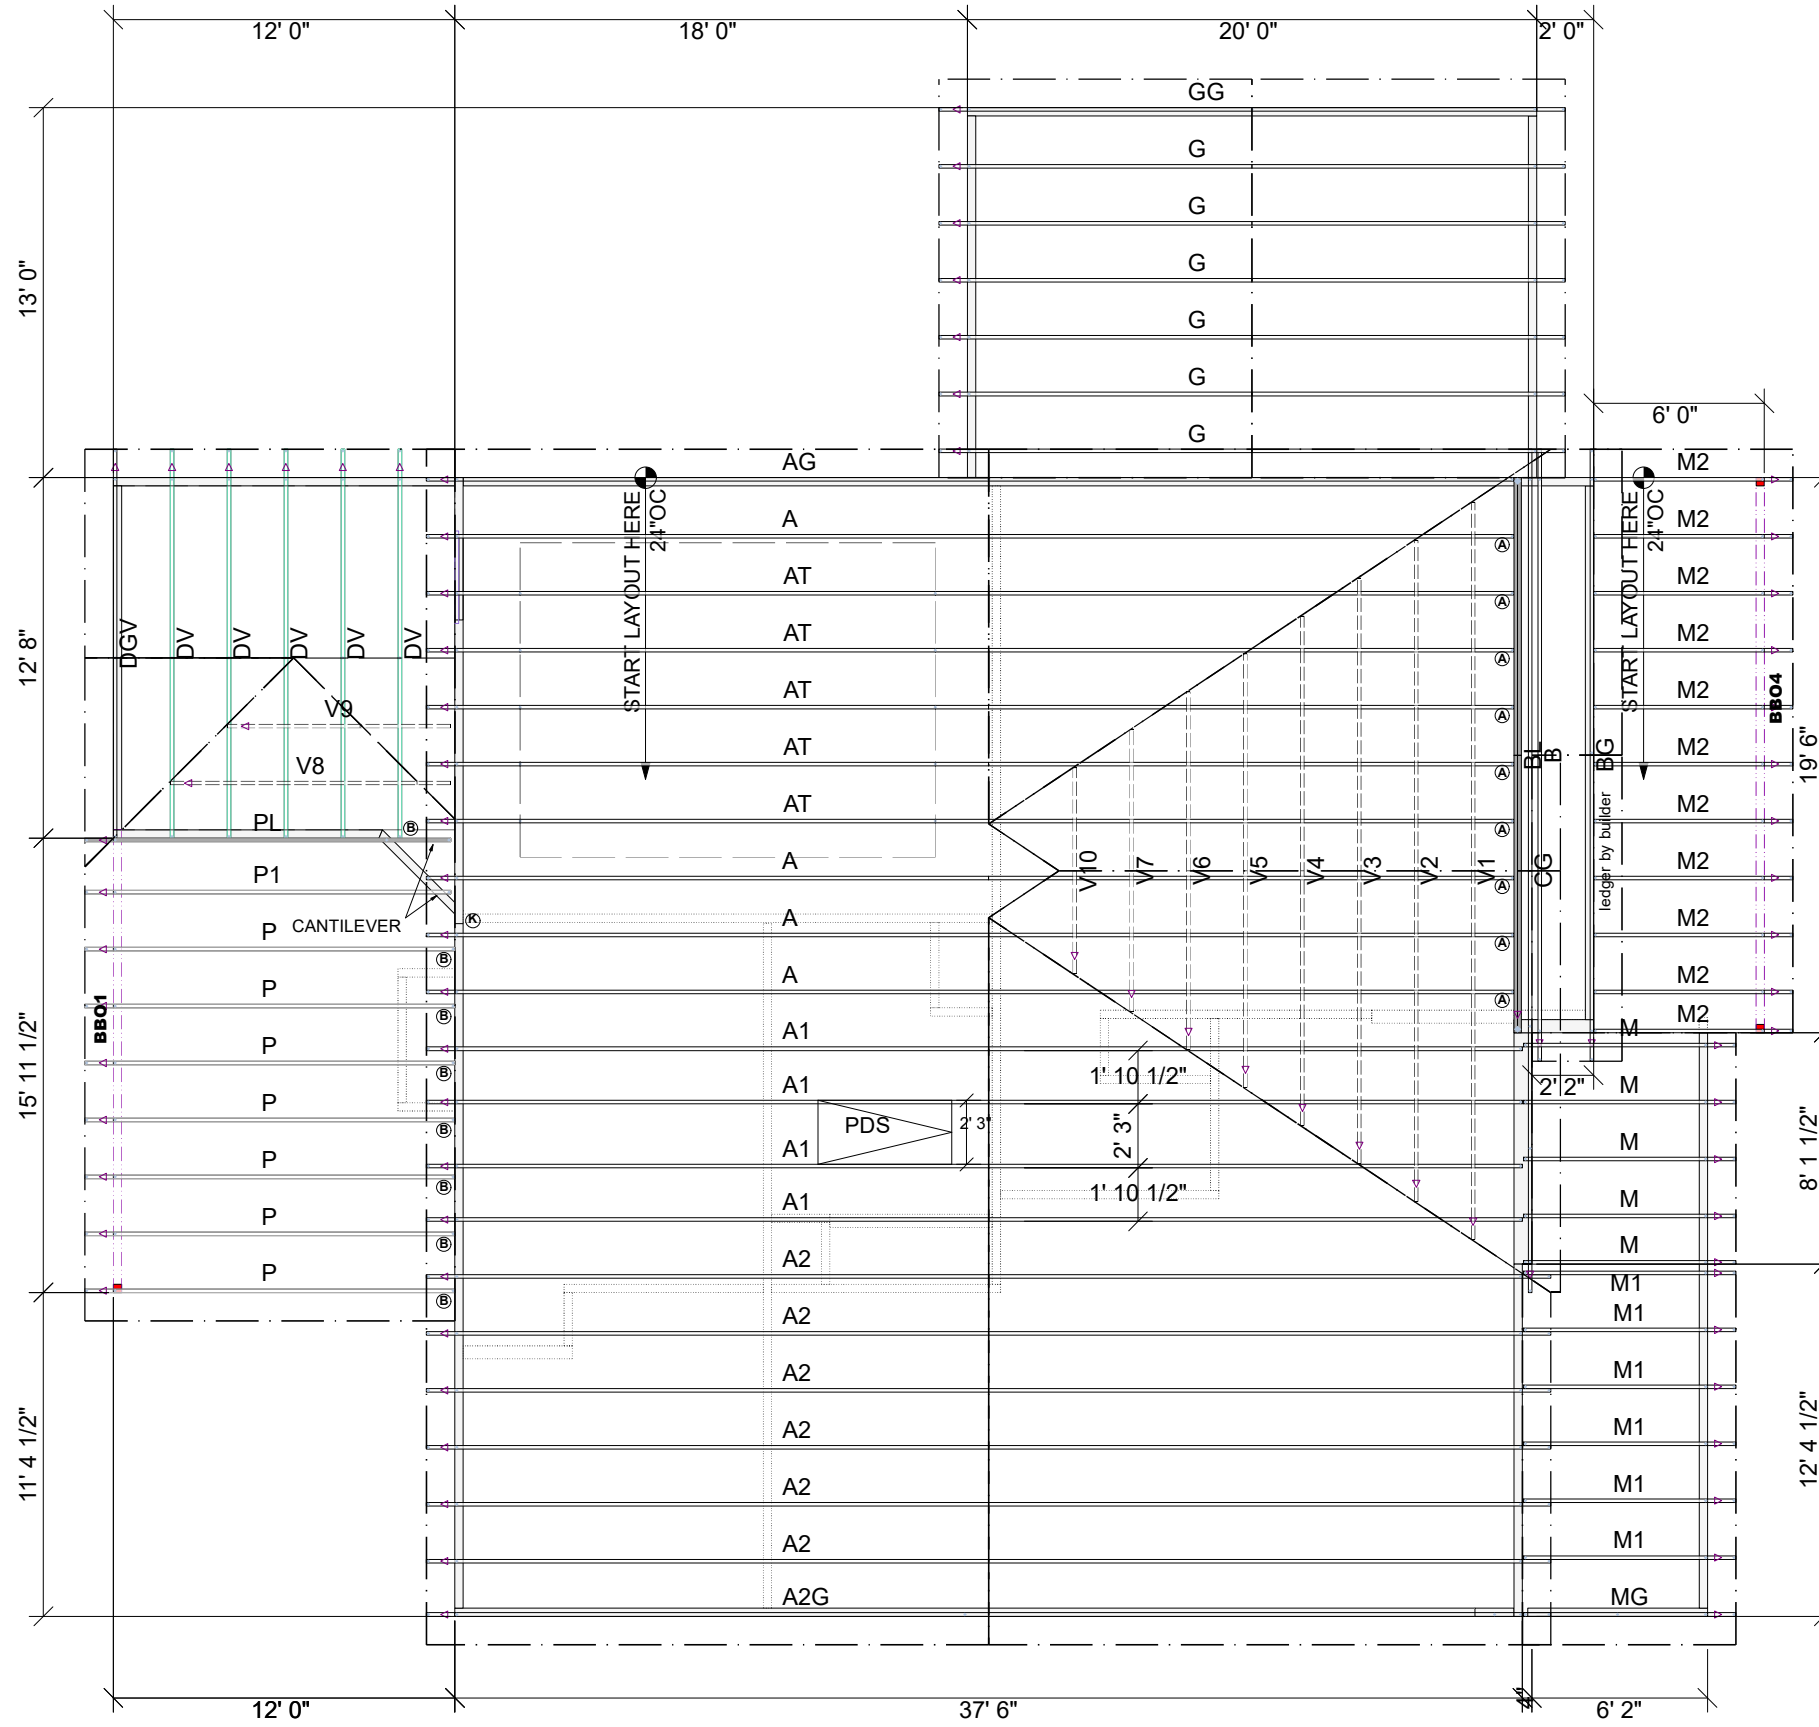 12' 0"
18' 0"
20' 0"
2' 0"
GG
G
G
G
G
G
G
13' 0"
6' 0"
AG
M2
START LAYOUT HERE
24"OC
START LAYOUT HERE
24"OC
A
M2
AT
M2
12' 8"
DGV
DV
DV
DV
DV
DV
AT
M2
V9
AT
M2
BBO4
19' 6"
V8
AT
BL
B
BG
M2
PL
B
AT
M2
ledger by builder
P1
A
V10
V7
V6
V5
V4
V3
V2
V1
CG
M2
CANTILEVER
K
P
A
M2
A
A
A
A
A
A
A
A
A
B
B
B
B
B
B
B
BBO1
P
A
M2
P
A1
M2
M
15' 11 1/2"
1' 10 1/2"
P
A1
M
2' 2"
PDS
2' 3"
2' 3"
8' 1 1/2"
P
A1
M
1' 10 1/2"
P
A1
M
P
A2
M
M1
A2
M1
A2
M1
11' 4 1/2"
A2
M1
12' 4 1/2"
A2
M1
A2
M1
A2G
MG
12' 0"
37' 6"
4"
6' 2"